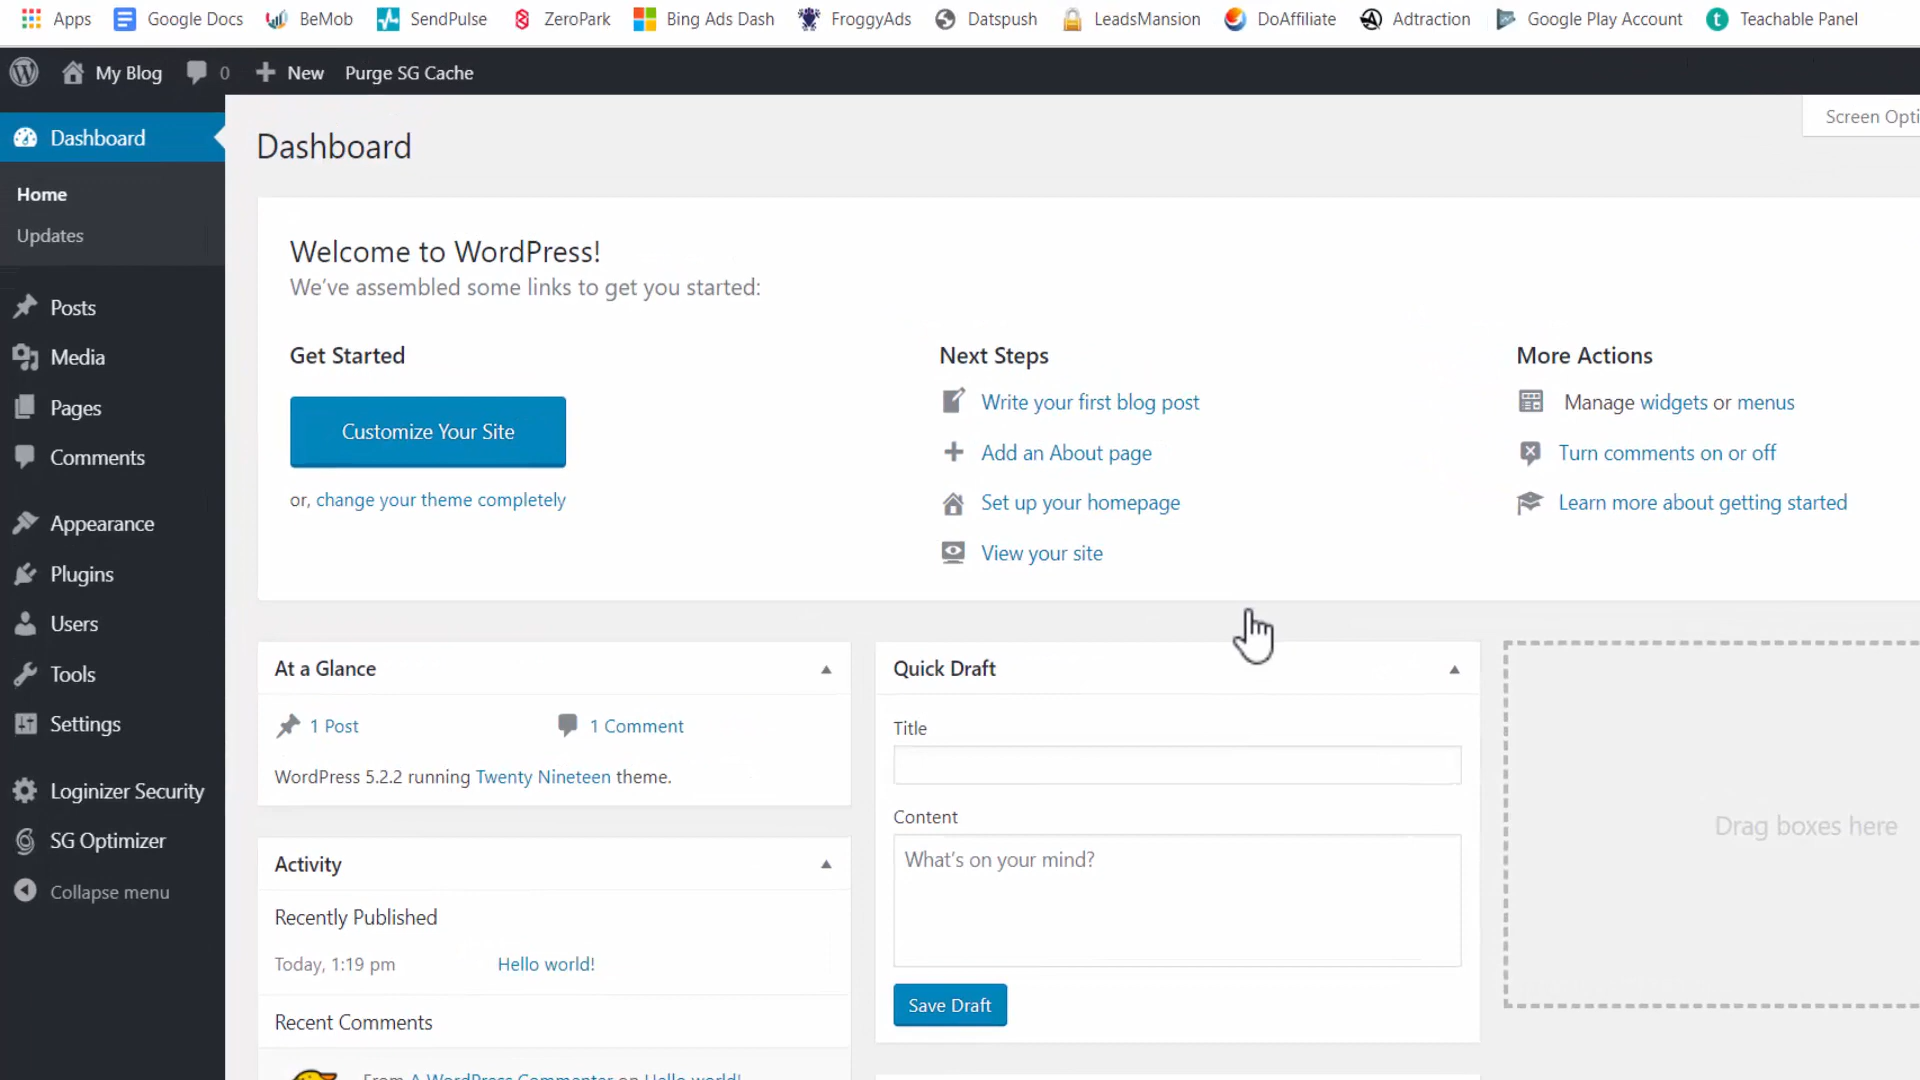 Apps Google Docs BeMob SendPulse ZeroPark Bing Ads Dash FroggyAds Datspush LeadsMansion DoAffiliate Adtraction Google Play Account Teachable Panel
My Blog 0 New Purge SG Cache
Screen Opti
Dashboard
Home
Updates
Posts
Media
Pages
Comments
Appearance
Plugins
Users
Tools
Settings
Loginizer Security
SG Optimizer
Collapse menu
Dashboard
Welcome to WordPress!
We've assembled some links to get you started:
Get Started
Customize Your Site
or, change your theme completely
Next Steps
Write your first blog post
Add an About page
Set up your homepage
View your site
More Actions
Manage widgets or menus
Turn comments on or off
Learn more about getting started
At a Glance
1 Post 1 Comment
WordPress 5.2.2 running Twenty Nineteen theme.
Activity
Recently Published
Today, 1:19 pm Hello world!
Recent Comments
From A WordPress Commenter on Hello world!
Quick Draft
Title
Content
What's on your mind?
Save Draft
Drag boxes here